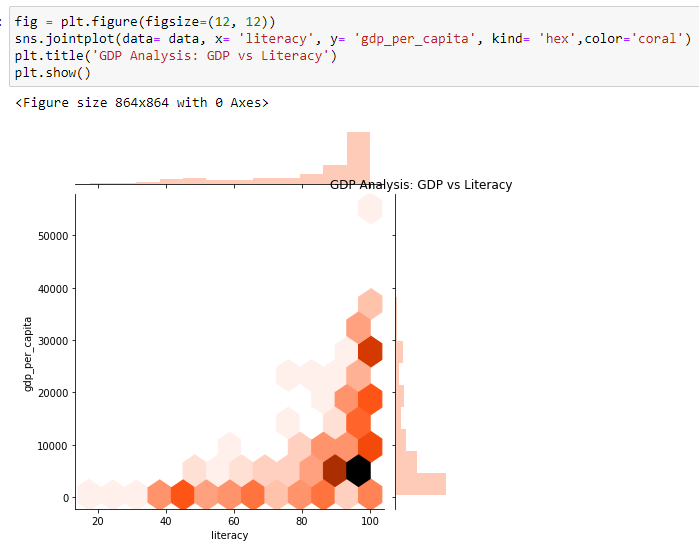 fig = plt.figure(figsize=(12, 12))
sns.jointplot(data= data, x= 'literacy', y= 'gdp_per_capita', kind= 'hex',color='coral')
plt.title('GDP Analysis: GDP vs Literacy')
plt.show()
<Figure size 864x864 with 0 Axes>
GDP Analysis: GDP vs Literacy
50000
40000
30000
20000
10000
0
gdp_per_capita
20 40 60 80 100
literacy